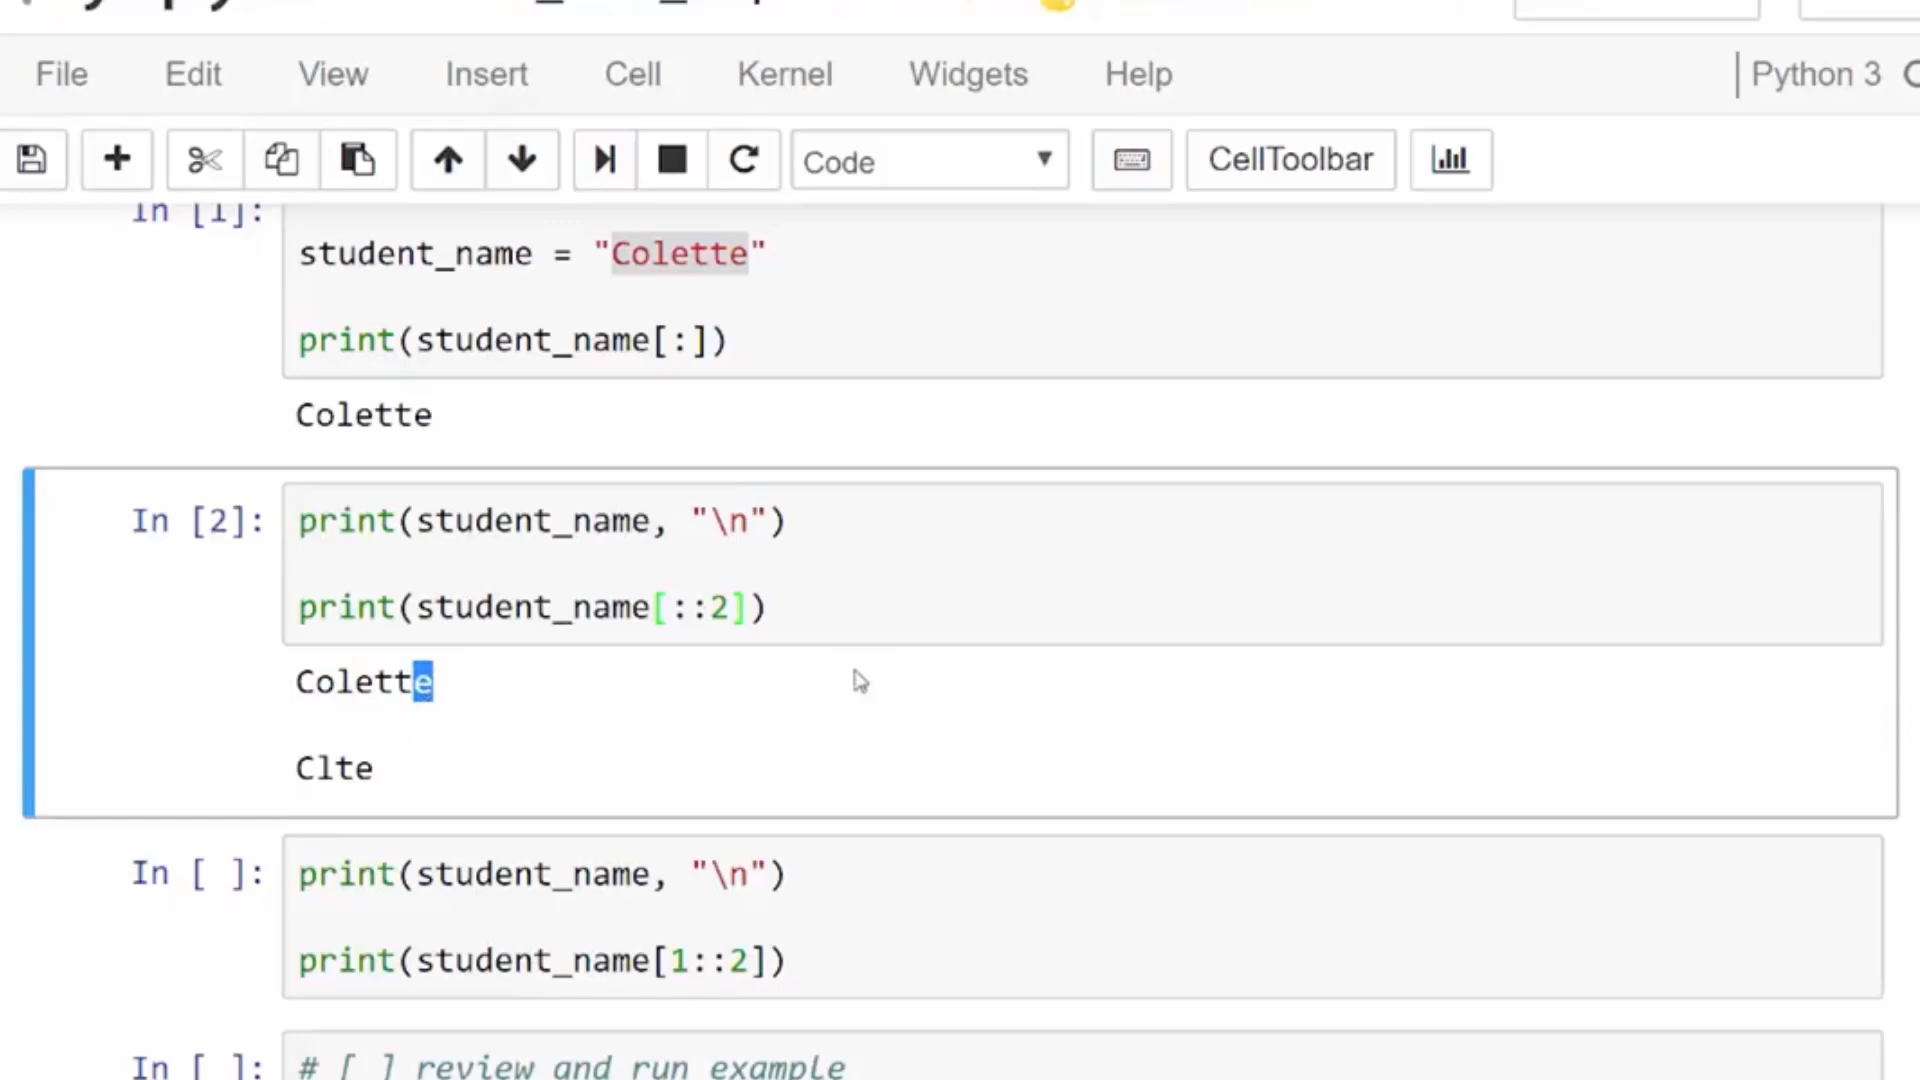 File Edit View Insert Cell Kernel Widgets Help Python 3
Code CellToolbar
In [1]:
student_name = "Colette"
print(student_name[:])
Colette
In [2]: print(student_name, "\n")
print(student_name[::2])
Colette
Clte
In [ ]: print(student_name, "\n")
print(student_name[1::2])
In [ ]: # [ ] review and run example